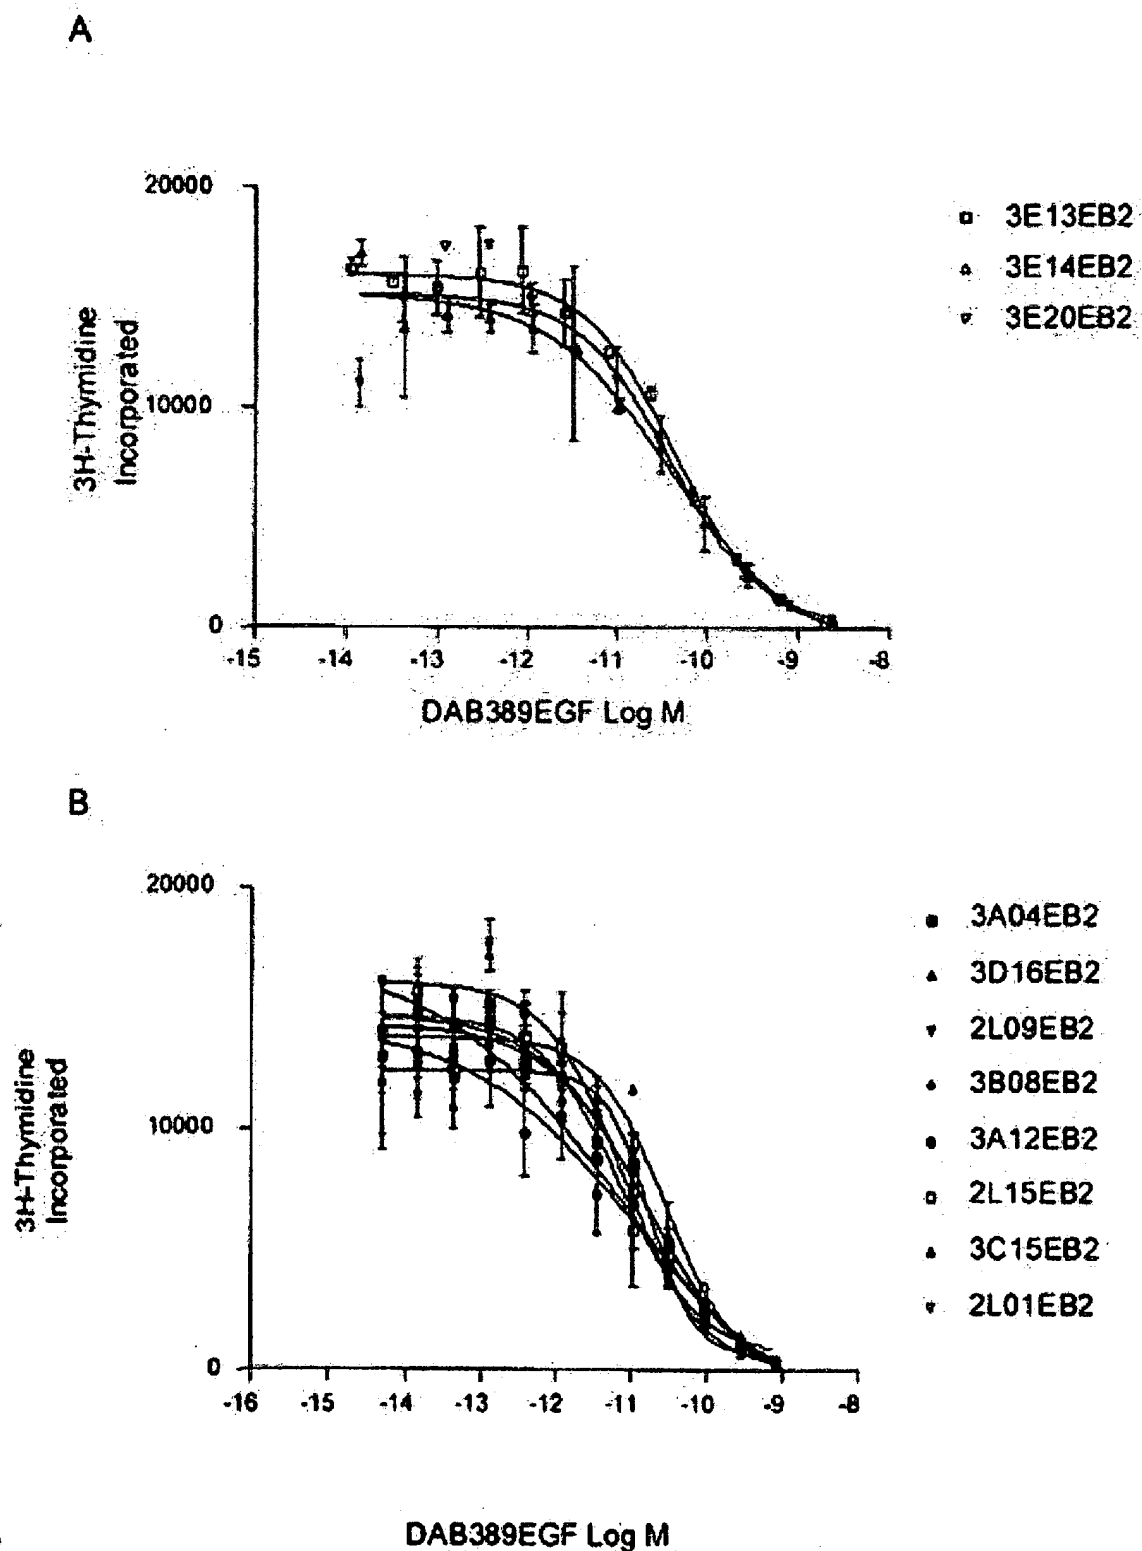 A
20000
10000
0
3H-Thymidine
Incorporated
-15 -14 -13 -12 -11 -10 -9 -8
DAB389EGF Log M
3E13EB2
3E14EB2
3E20EB2
B
20000
10000
0
3H-Thymidine
Incorporated
-16 -15 -14 -13 -12 -11 -10 -9 -8
DAB389EGF Log M
3A04EB2
3D16EB2
2L09EB2
3B08EB2
3A12EB2
2L15EB2
3C15EB2
2L01EB2